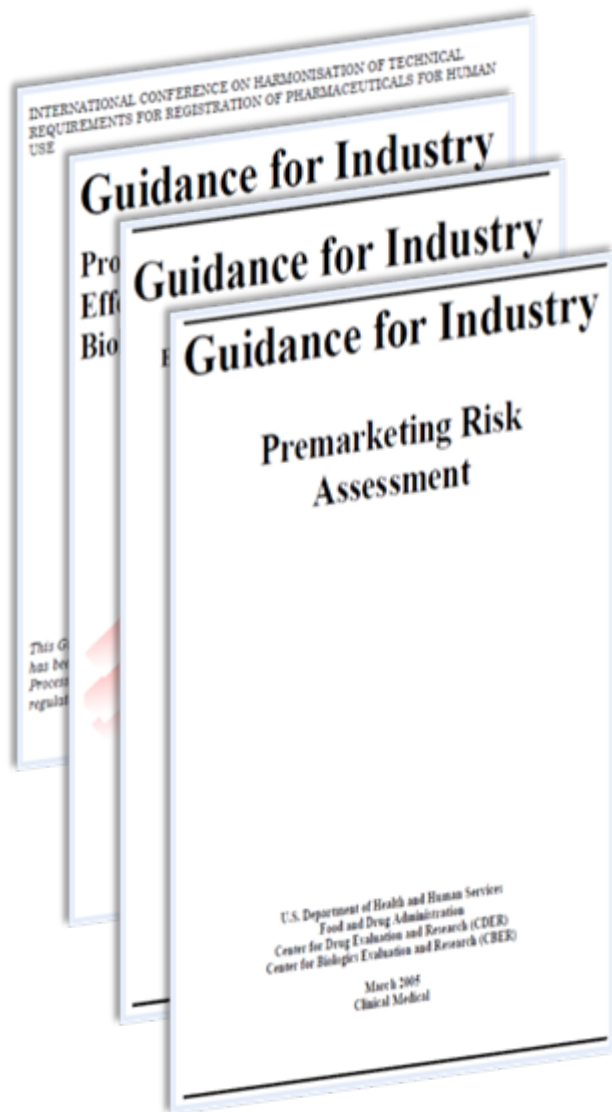 INTERNATIONAL CONFERENCE ON HARMONISATION OF TECHNICAL
REQUIREMENTS FOR REGISTRATION OF PHARMACEUTICALS FOR HUMAN
USE
Guidance for Industry
Pro
Eff
Bio
This G
has bee
Process
regulat
Guidance for Industry
Guidance for Industry
Premarketing Risk
Assessment
U.S. Department of Health and Human Services
Food and Drug Administration
Center for Drug Evaluation and Research (CDER)
Center for Biologics Evaluation and Research (CBER)
March 2005
Clinical Medical